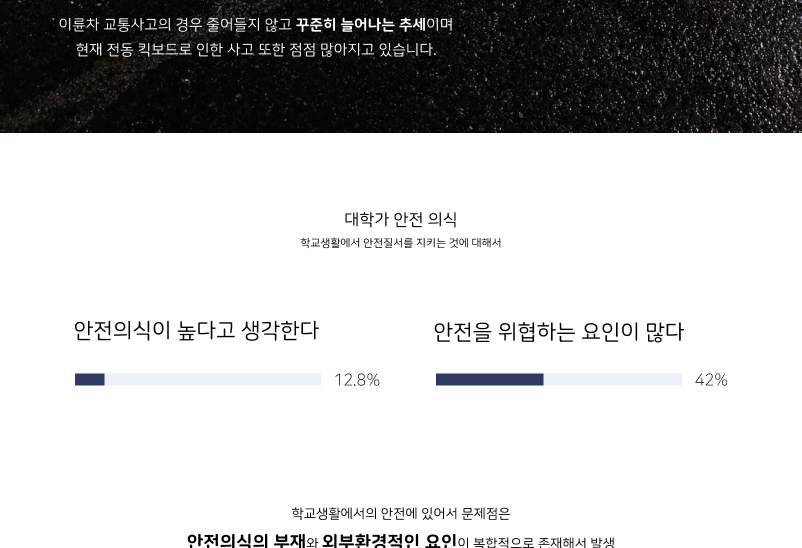 이륜차 교통사고의 경우 줄어들지 않고 꾸준히 늘어나는 추세이며
현재 전동 킥보드로 인한 사고 또한 점점 많아지고 있습니다.
대학가 안전 의식
학교생활에서 안전질서를 지키는 것에 대해서
안전의식이 높다고 생각한다
12.8%
안전을 위협하는 요인이 많다
42%
학교생활에서의 안전에 있어서 문제점은
안전의식의 부재와 외부환경적인 요인이 복합적으로 존재해서 발생